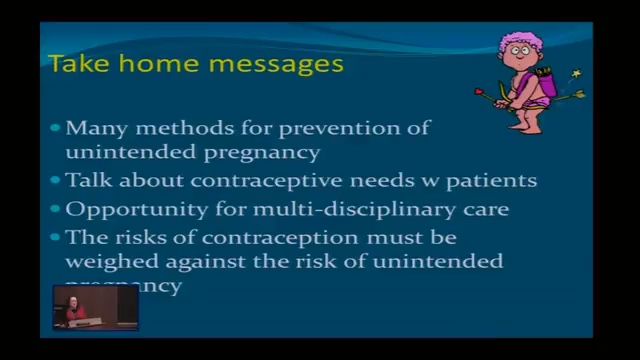 Take home messages
Many methods for prevention of
unintended pregnancy
Talk about contraceptive needs w patients
Opportunity for multi-disciplinary care
The risks of contraception must be
weighed against the risk of unintended
pregnancy